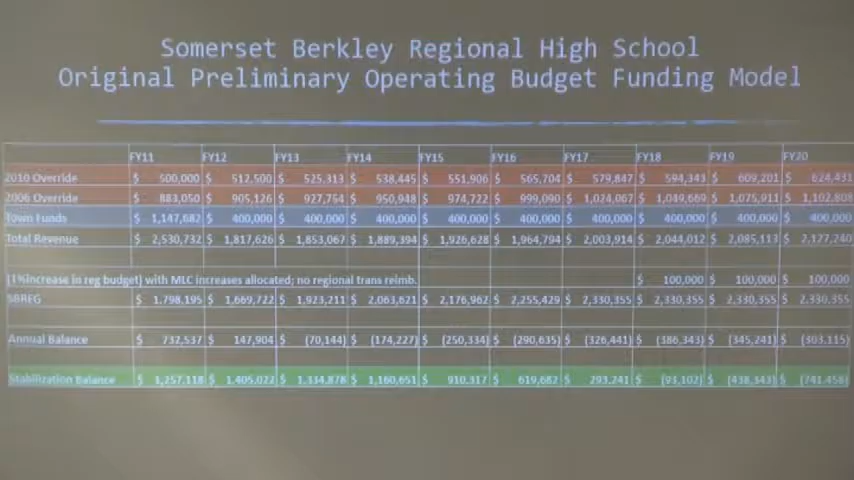 Somerset Berkley Regional High School
Original Preliminary Operating Budget Funding Model
FY11 FY12 FY13 FY14 FY15 FY16 FY17 FY18 FY19 FY20
2010 Override $ 500,000 $ 512,500 $ 525,313 $ 538,445 $ 551,906 $ 565,704 $ 579,847 $ 594,343 $ 609,201 $ 624,431
2006 Override $ 883,050 $ 905,126 $ 927,754 $ 950,948 $ 974,722 $ 999,090 $ 1,024,067 $ 1,049,669 $ 1,075,911 $ 1,102,808
Town Funds $ 1,147,682 $ 400,000 $ 400,000 $ 400,000 $ 400,000 $ 400,000 $ 400,000 $ 400,000 $ 400,000 $ 400,000
Total Revenue $ 2,530,732 $ 1,817,626 $ 1,853,067 $ 1,889,394 $ 1,926,628 $ 1,964,794 $ 2,003,914 $ 2,044,012 $ 2,085,113 $ 2,127,240
(1%increase in reg budget) with MLC increases allocated; no regional trans reimb. $ 100,000 $ 100,000 $ 100,000
SBREG $ 1,798,195 $ 1,669,722 $ 1,923,211 $ 2,063,621 $ 2,176,962 $ 2,255,429 $ 2,330,355 $ 2,330,355 $ 2,330,355 $ 2,330,355
Annual Balance $ 732,537 $ 147,904 $ (70,144) $ (174,227) $ (250,334) $ (290,635) $ (326,441) $ (386,343) $ (345,241) $ (303,115)
Stabilization Balance $ 1,257,118 $ 1,405,022 $ 1,334,878 $ 1,160,651 $ 910,317 $ 619,682 $ 293,241 $ (93,102) $ (438,343) $ (741,458)